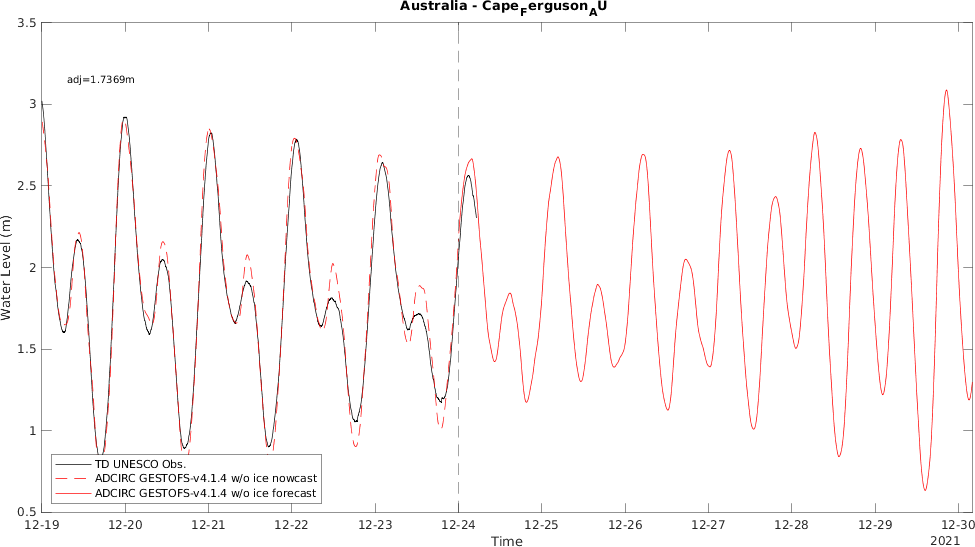 Australia - CapeFergusonAU
adj=1.7369m
3.5
3
2.5
2
1.5
1
0.5
Water Level (m)
TD UNESCO Obs.
ADCIRC GESTOFS-v4.1.4 w/o ice nowcast
ADCIRC GESTOFS-v4.1.4 w/o ice forecast
12-19 12-20 12-21 12-22 12-23 12-24 12-25 12-26 12-27 12-28 12-29 12-30
Time
2021